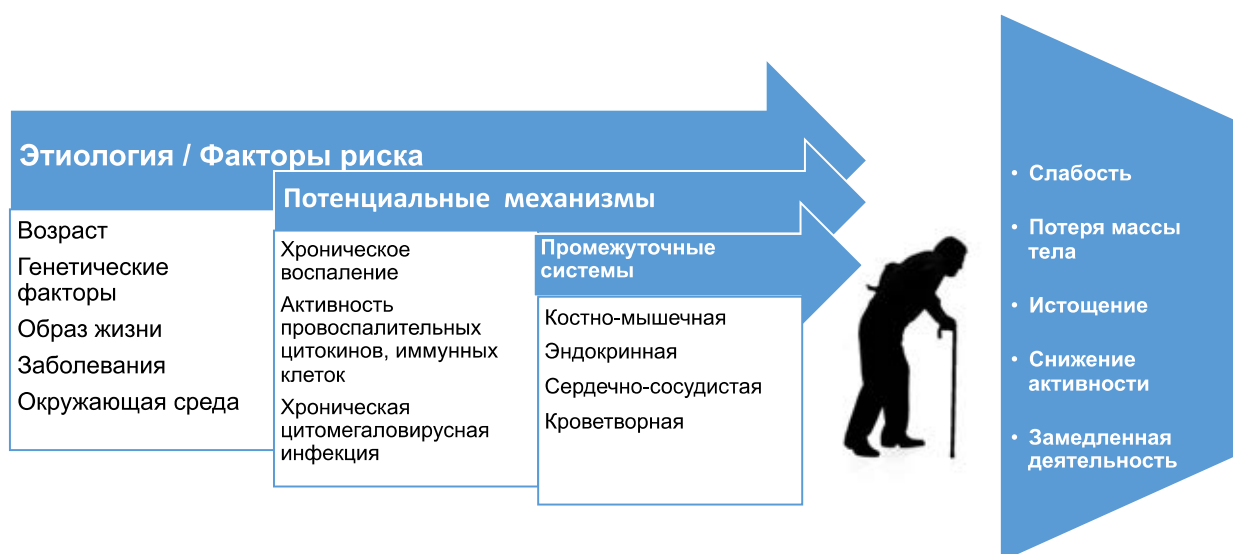 Этиология / Факторы риска
Возраст
Генетические
факторы
Образ жизни
Заболевания
Окружающая среда
Потенциальные механизмы
Хроническое
воспаление
Активность
провоспалительных
цитокинов, иммунных
клеток
Хроническая
цитомегаловирусная
инфекция
Промежуточные
системы
Костно-мышечная
Эндокринная
Сердечно-сосудистая
Кроветворная
• Слабость
• Потеря массы
тела
• Истощение
• Снижение
активности
• Замедленная
деятельность